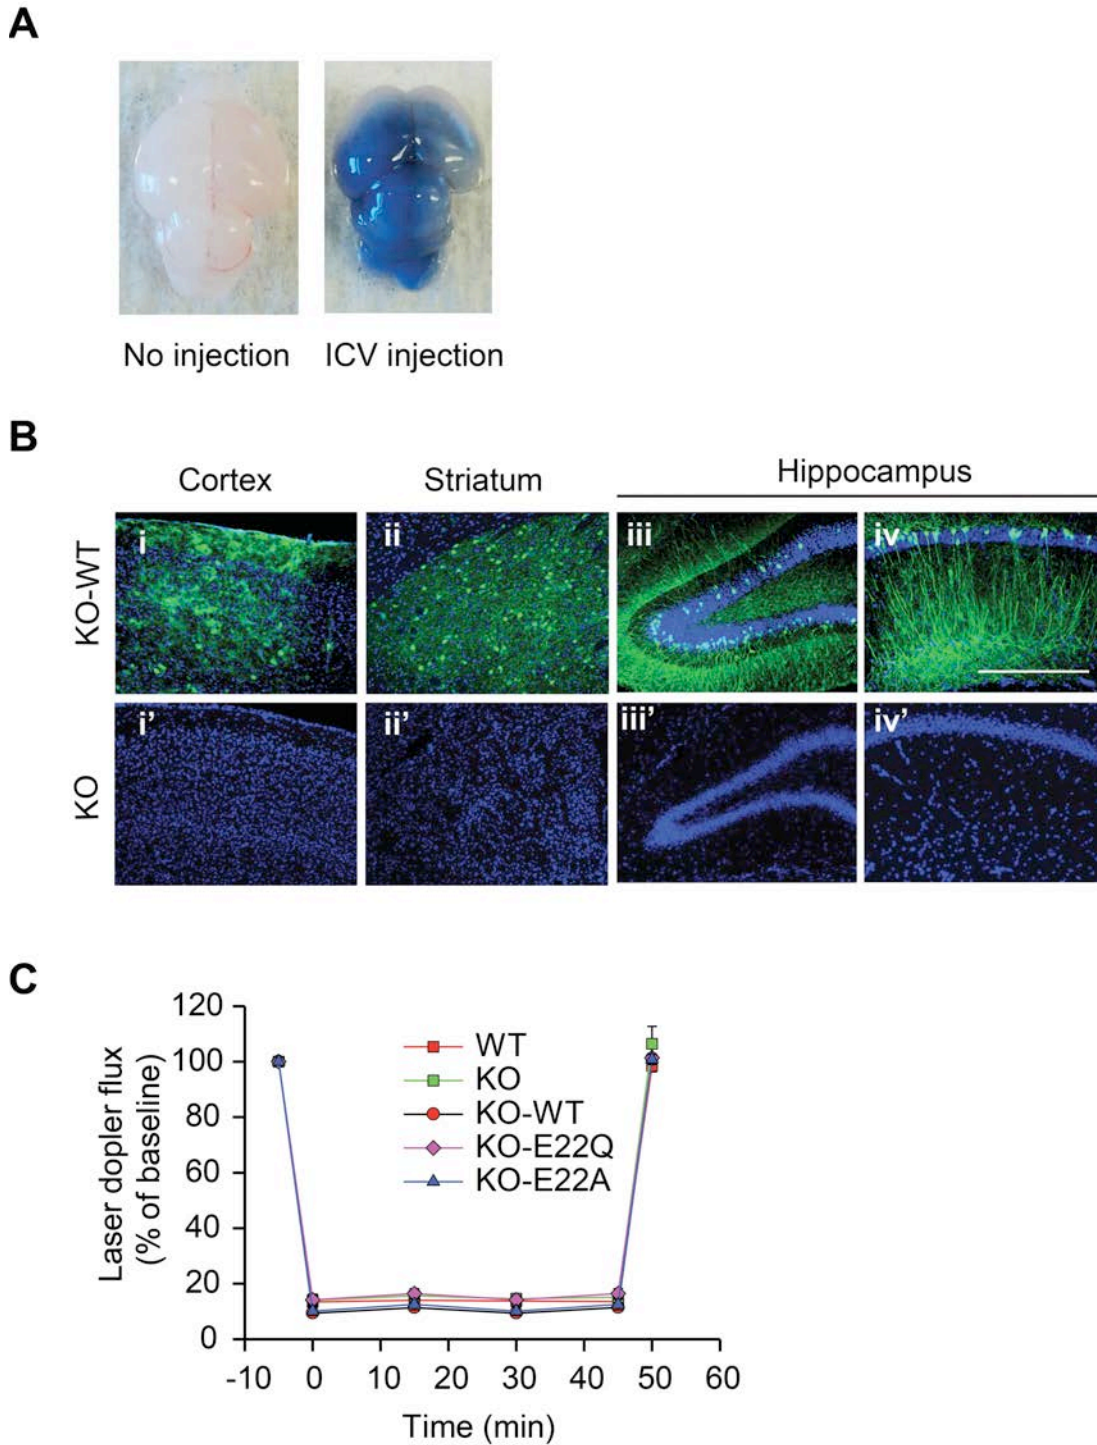 A
No injection
ICV injection
B
Cortex
Striatum
Hippocampus
KO-WT
i
ii
iii
iv
KO
i’
ii’
iii’
iv’
C
Laser dopler flux
(% of baseline)
120
100
80
60
40
20
0
WT
KO
KO-WT
KO-E22Q
KO-E22A
-10 0 10 20 30 40 50 60
Time (min)